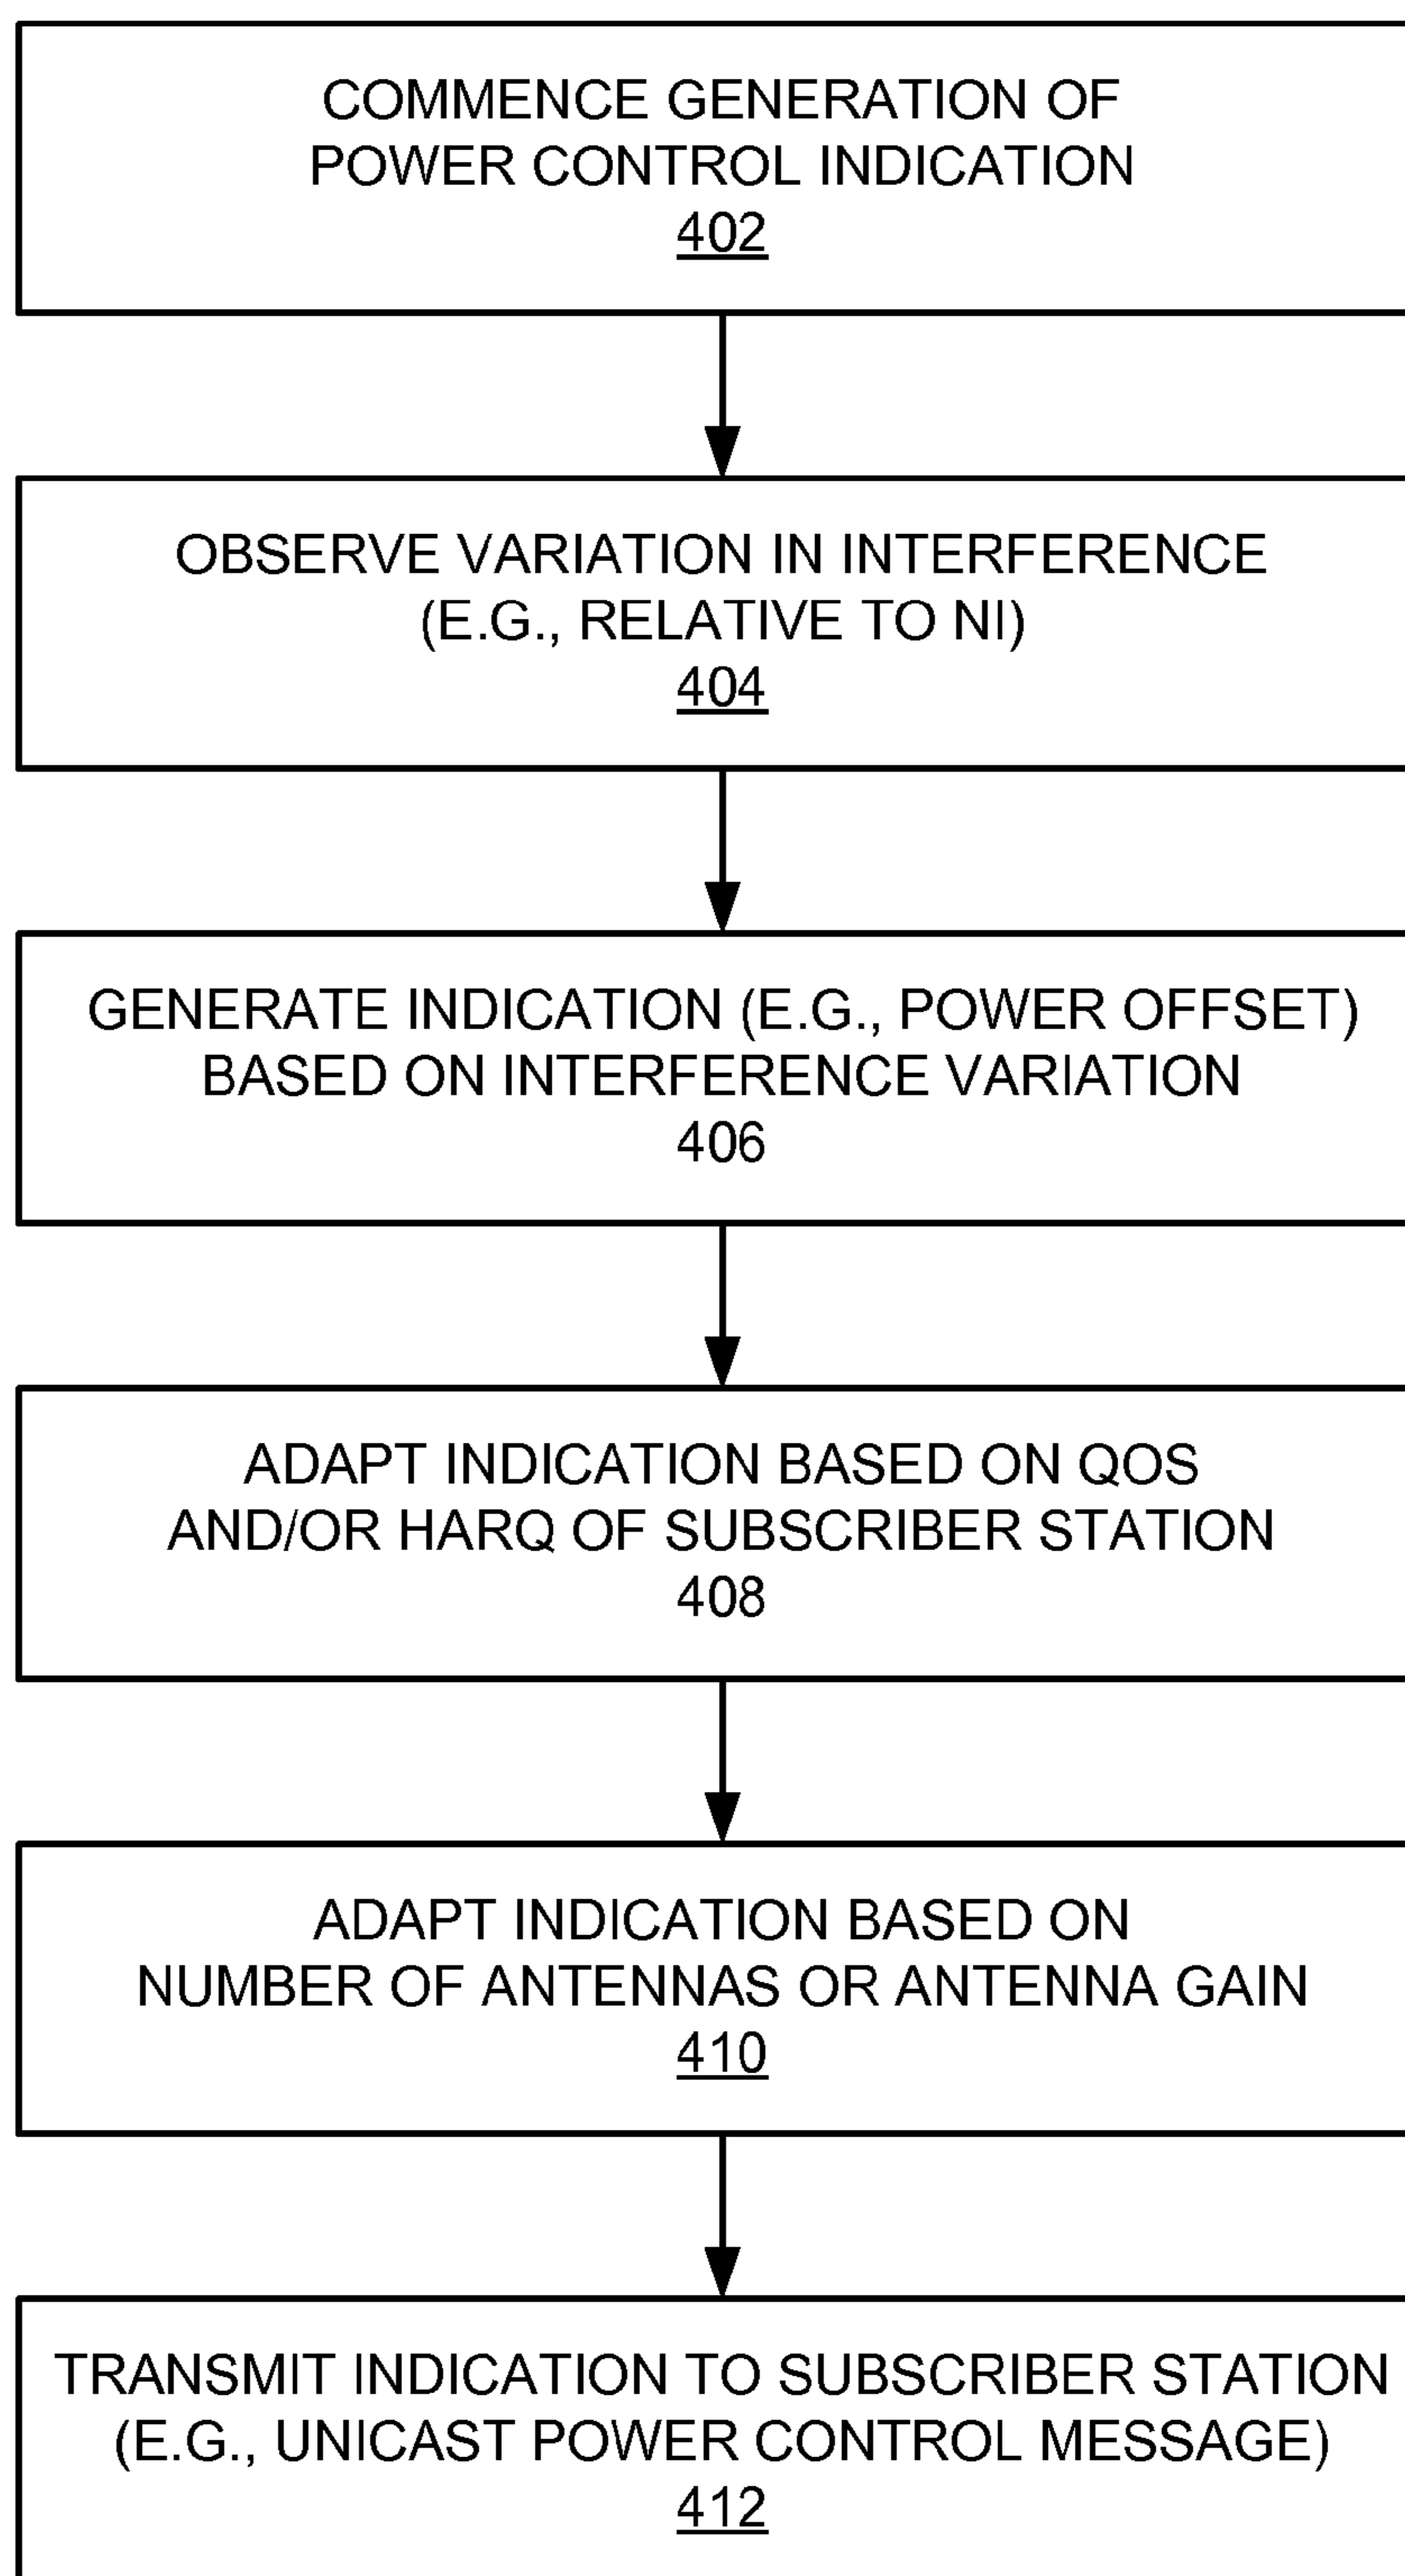 COMMENCE GENERATION OF
POWER CONTROL INDICATION
402
OBSERVE VARIATION IN INTERFERENCE
(E.G., RELATIVE TO NI)
404
GENERATE INDICATION (E.G., POWER OFFSET)
BASED ON INTERFERENCE VARIATION
406
ADAPT INDICATION BASED ON QOS
AND/OR HARQ OF SUBSCRIBER STATION
408
ADAPT INDICATION BASED ON
NUMBER OF ANTENNAS OR ANTENNA GAIN
410
TRANSMIT INDICATION TO SUBSCRIBER STATION
(E.G., UNICAST POWER CONTROL MESSAGE)
412